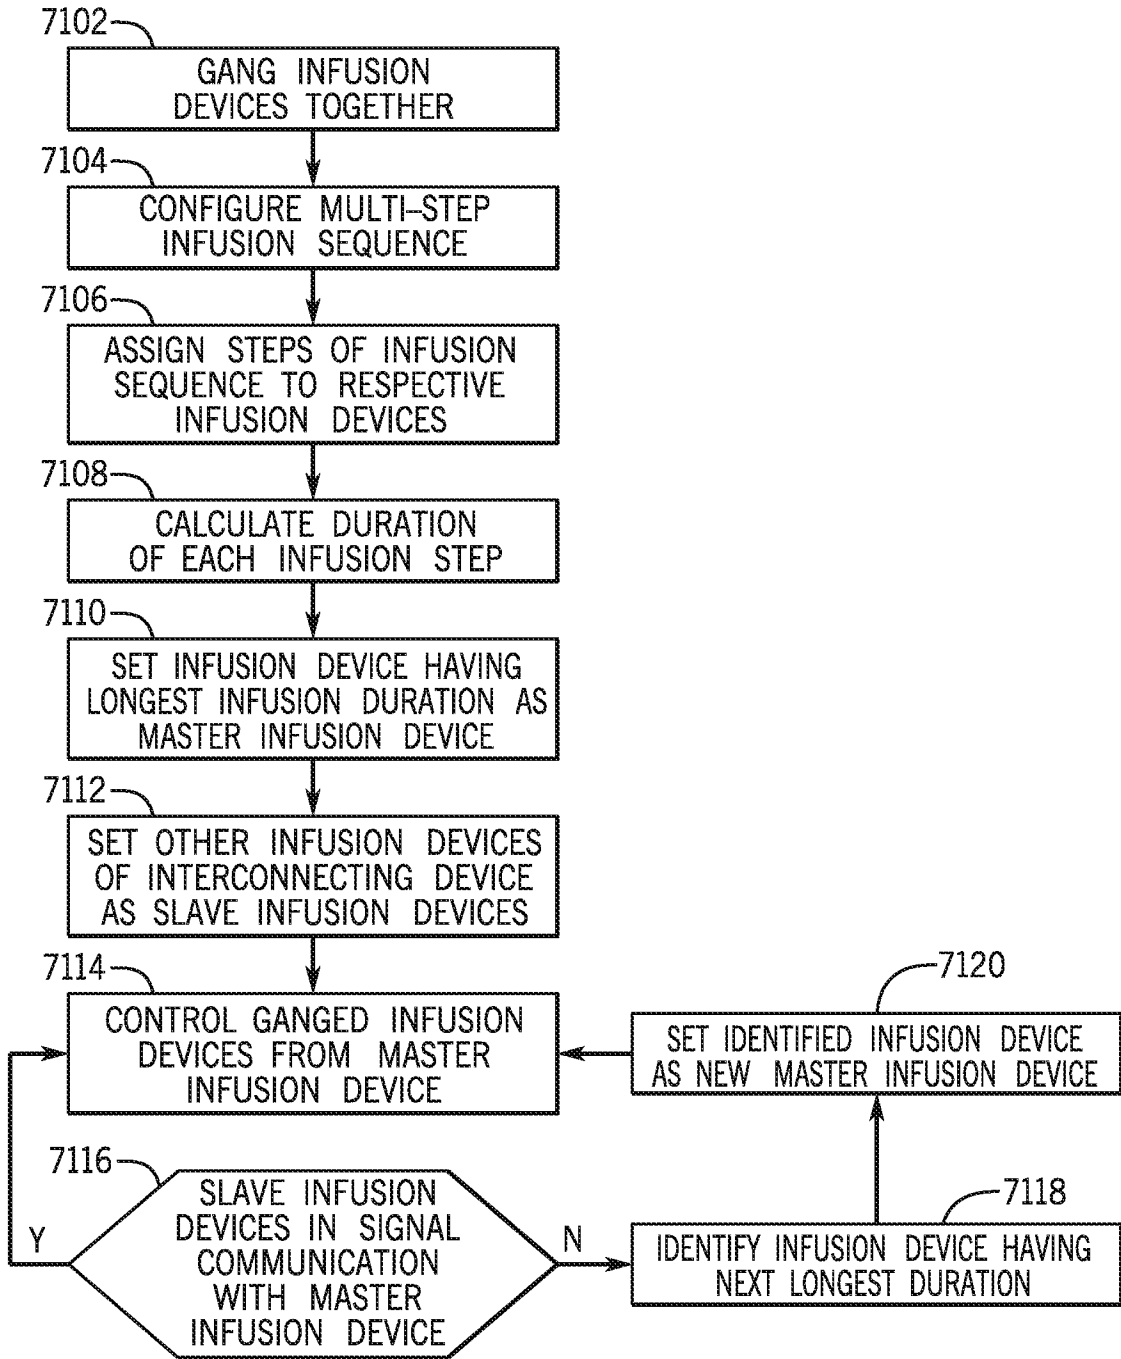 7102
GANG INFUSION
DEVICES TOGETHER
7104
CONFIGURE MULTI-STEP
INFUSION SEQUENCE
7106
ASSIGN STEPS OF INFUSION
SEQUENCE TO RESPECTIVE
INFUSION DEVICES
7108
CALCULATE DURATION
OF EACH INFUSION STEP
7110
SET INFUSION DEVICE HAVING
LONGEST INFUSION DURATION AS
MASTER INFUSION DEVICE
7112
SET OTHER INFUSION DEVICES
OF INTERCONNECTING DEVICE
AS SLAVE INFUSION DEVICES
7114
CONTROL GANGED INFUSION
DEVICES FROM MASTER
INFUSION DEVICE
7120
SET IDENTIFIED INFUSION DEVICE
AS NEW MASTER INFUSION DEVICE
7116
SLAVE INFUSION
DEVICES IN SIGNAL
COMMUNICATION
WITH MASTER
INFUSION DEVICE
Y
N
7118
IDENTIFY INFUSION DEVICE HAVING
NEXT LONGEST DURATION